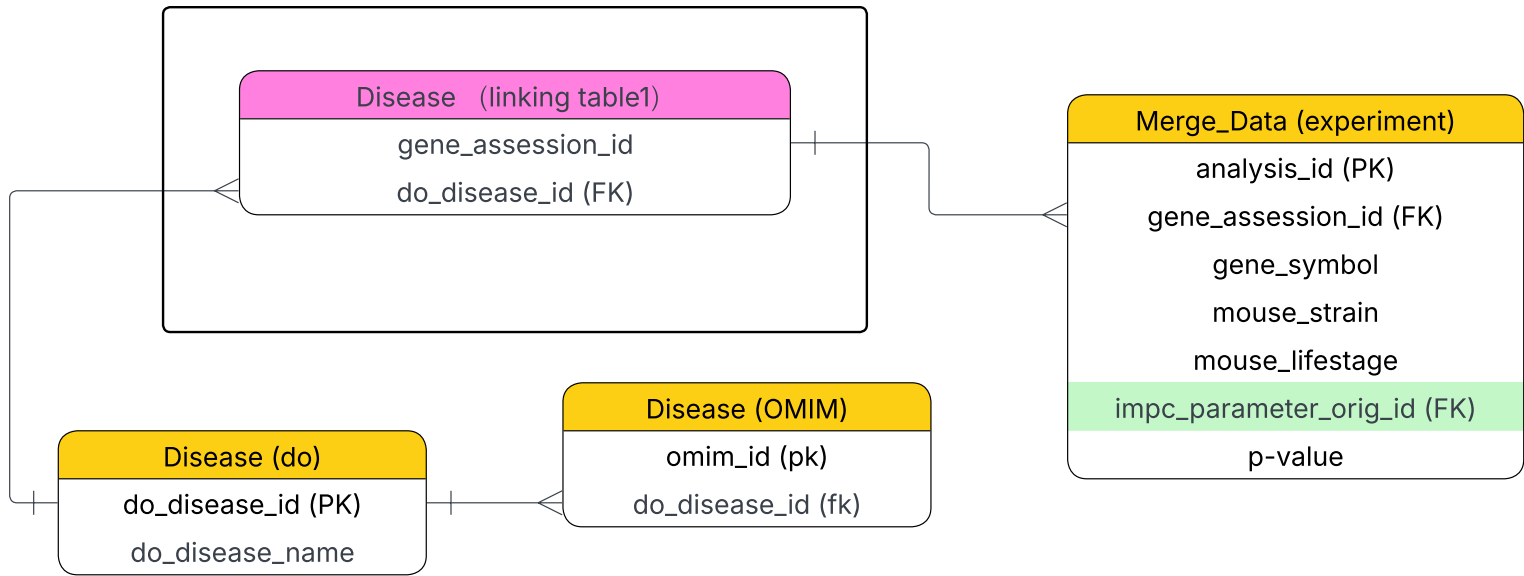 Disease （linking table1）
gene_assession_id
do_disease_id (FK)
Merge_Data (experiment)
analysis_id (PK)
gene_assession_id (FK)
gene_symbol
mouse_strain
mouse_lifestage
impc_parameter_orig_id (FK)
p-value
Disease (OMIM)
omim_id (pk)
do_disease_id (fk)
Disease (do)
do_disease_id (PK)
do_disease_name